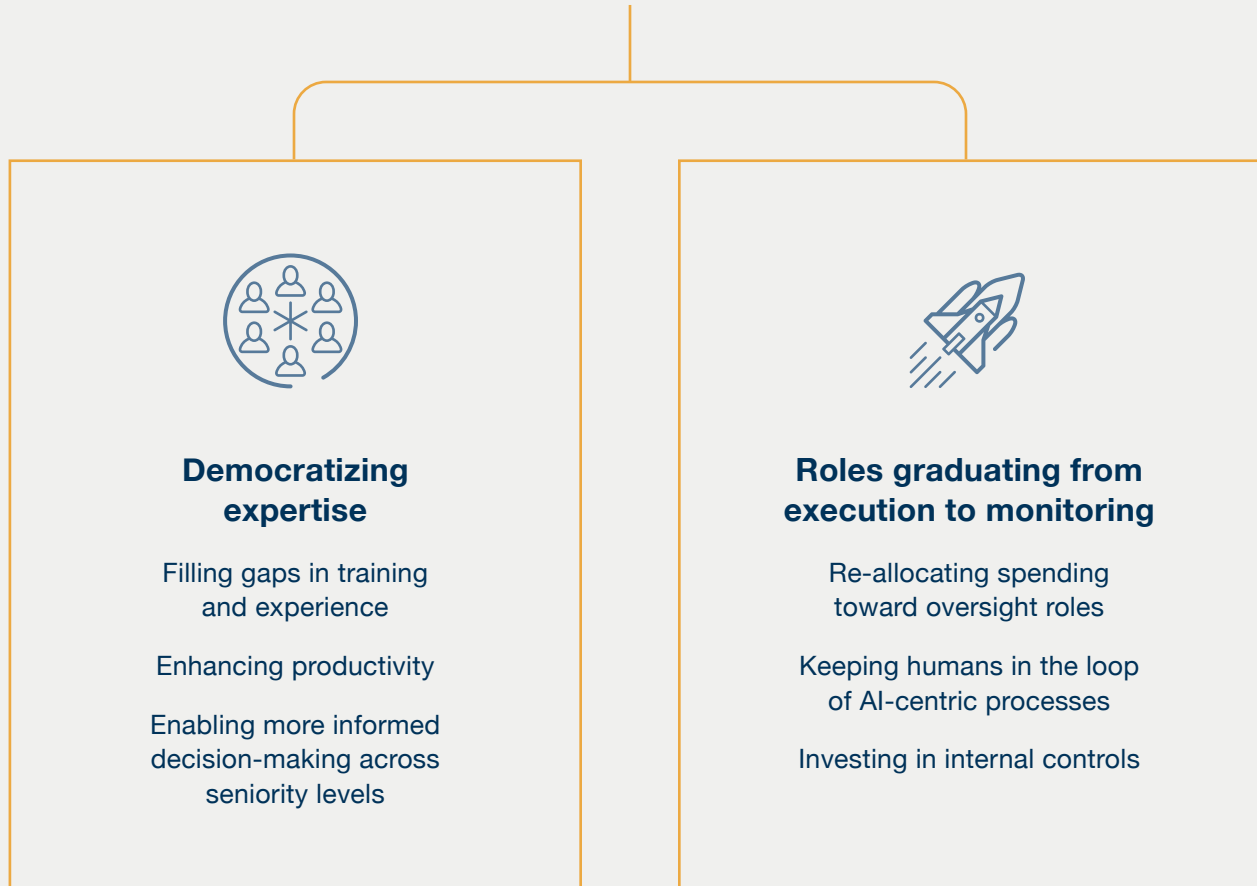 Democratizing
expertise
Filling gaps in training
and experience
Enhancing productivity
Enabling more informed
decision-making across
seniority levels
Roles graduating from
execution to monitoring
Re-allocating spending
toward oversight roles
Keeping humans in the loop
of AI-centric processes
Investing in internal controls